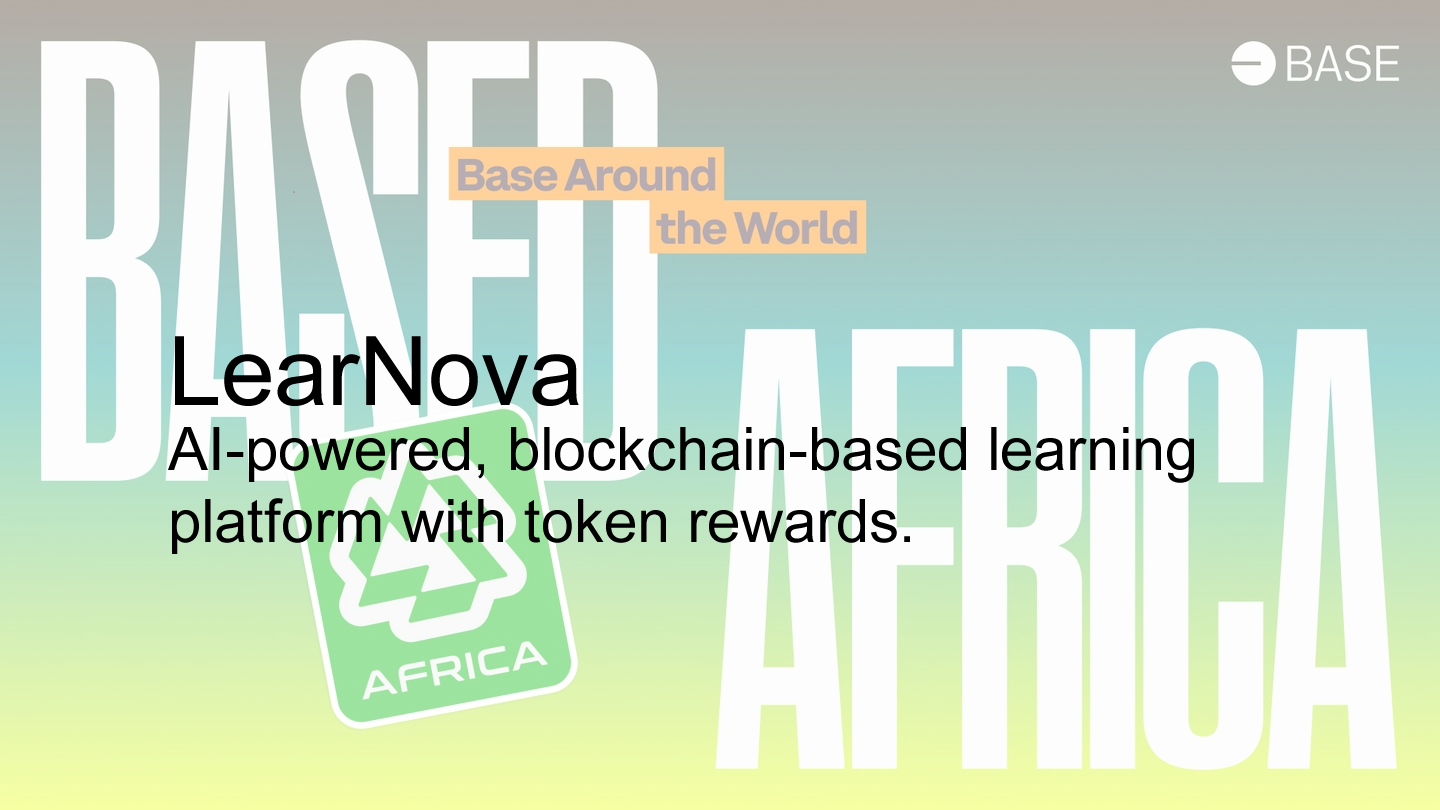 BASED
BASE
Base Around
the World
AFRICA
LearNova
AI-powered, blockchain-based learning
platform with token rewards.
AFRICA